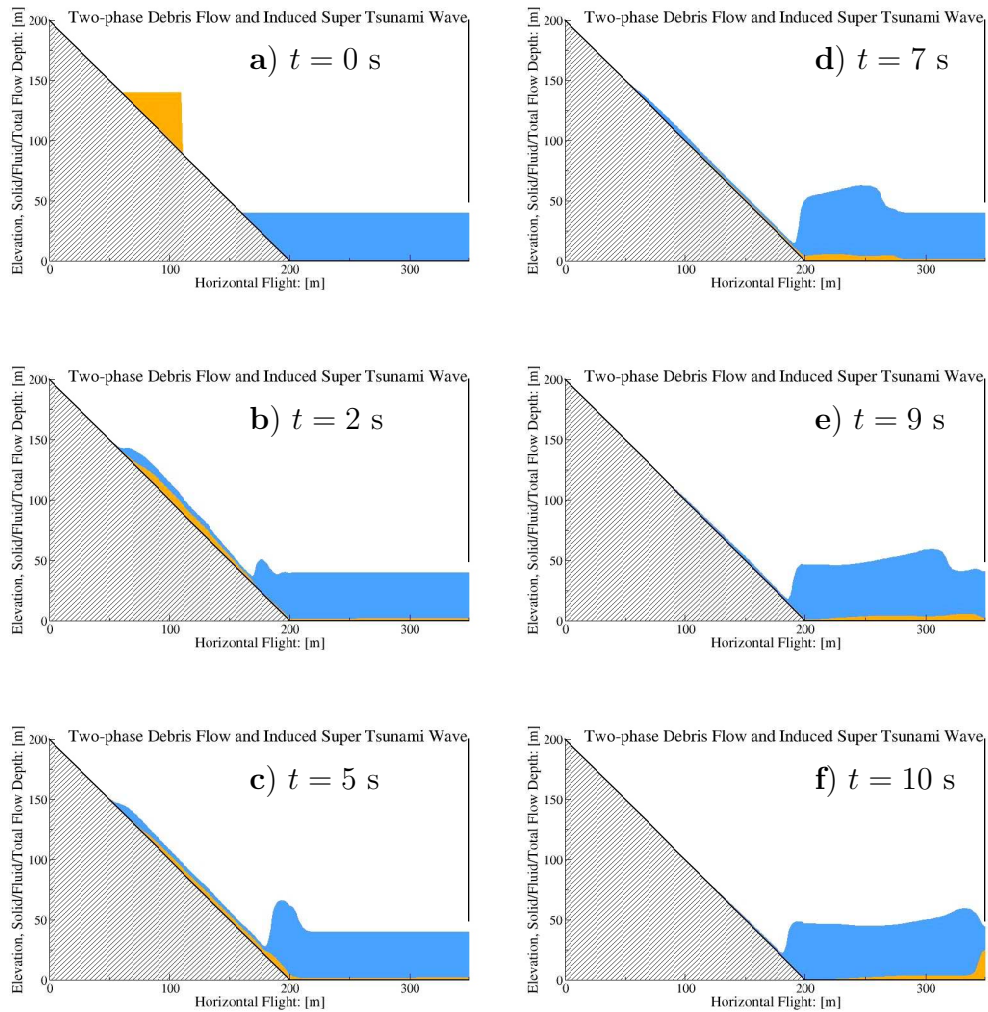 Two-phase Debris Flow and Induced Super Tsunami Wave
a) t = 0 s
Elevation, Solid/Fluid/Total Flow Depth: [m]
200
150
100
50
0
0 100 200 300
Horizontal Flight: [m]
Two-phase Debris Flow and Induced Super Tsunami Wave
b) t = 2 s
Elevation, Solid/Fluid/Total Flow Depth: [m]
200
150
100
50
0
0 100 200 300
Horizontal Flight: [m]
Two-phase Debris Flow and Induced Super Tsunami Wave
c) t = 5 s
Elevation, Solid/Fluid/Total Flow Depth: [m]
200
150
100
50
0
0 100 200 300
Horizontal Flight: [m]
Two-phase Debris Flow and Induced Super Tsunami Wave
d) t = 7 s
Elevation, Solid/Fluid/Total Flow Depth: [m]
200
150
100
50
0
0 100 200 300
Horizontal Flight: [m]
Two-phase Debris Flow and Induced Super Tsunami Wave
e) t = 9 s
Elevation, Solid/Fluid/Total Flow Depth: [m]
200
150
100
50
0
0 100 200 300
Horizontal Flight: [m]
Two-phase Debris Flow and Induced Super Tsunami Wave
f) t = 10 s
Elevation, Solid/Fluid/Total Flow Depth: [m]
200
150
100
50
0
0 100 200 300
Horizontal Flight: [m]